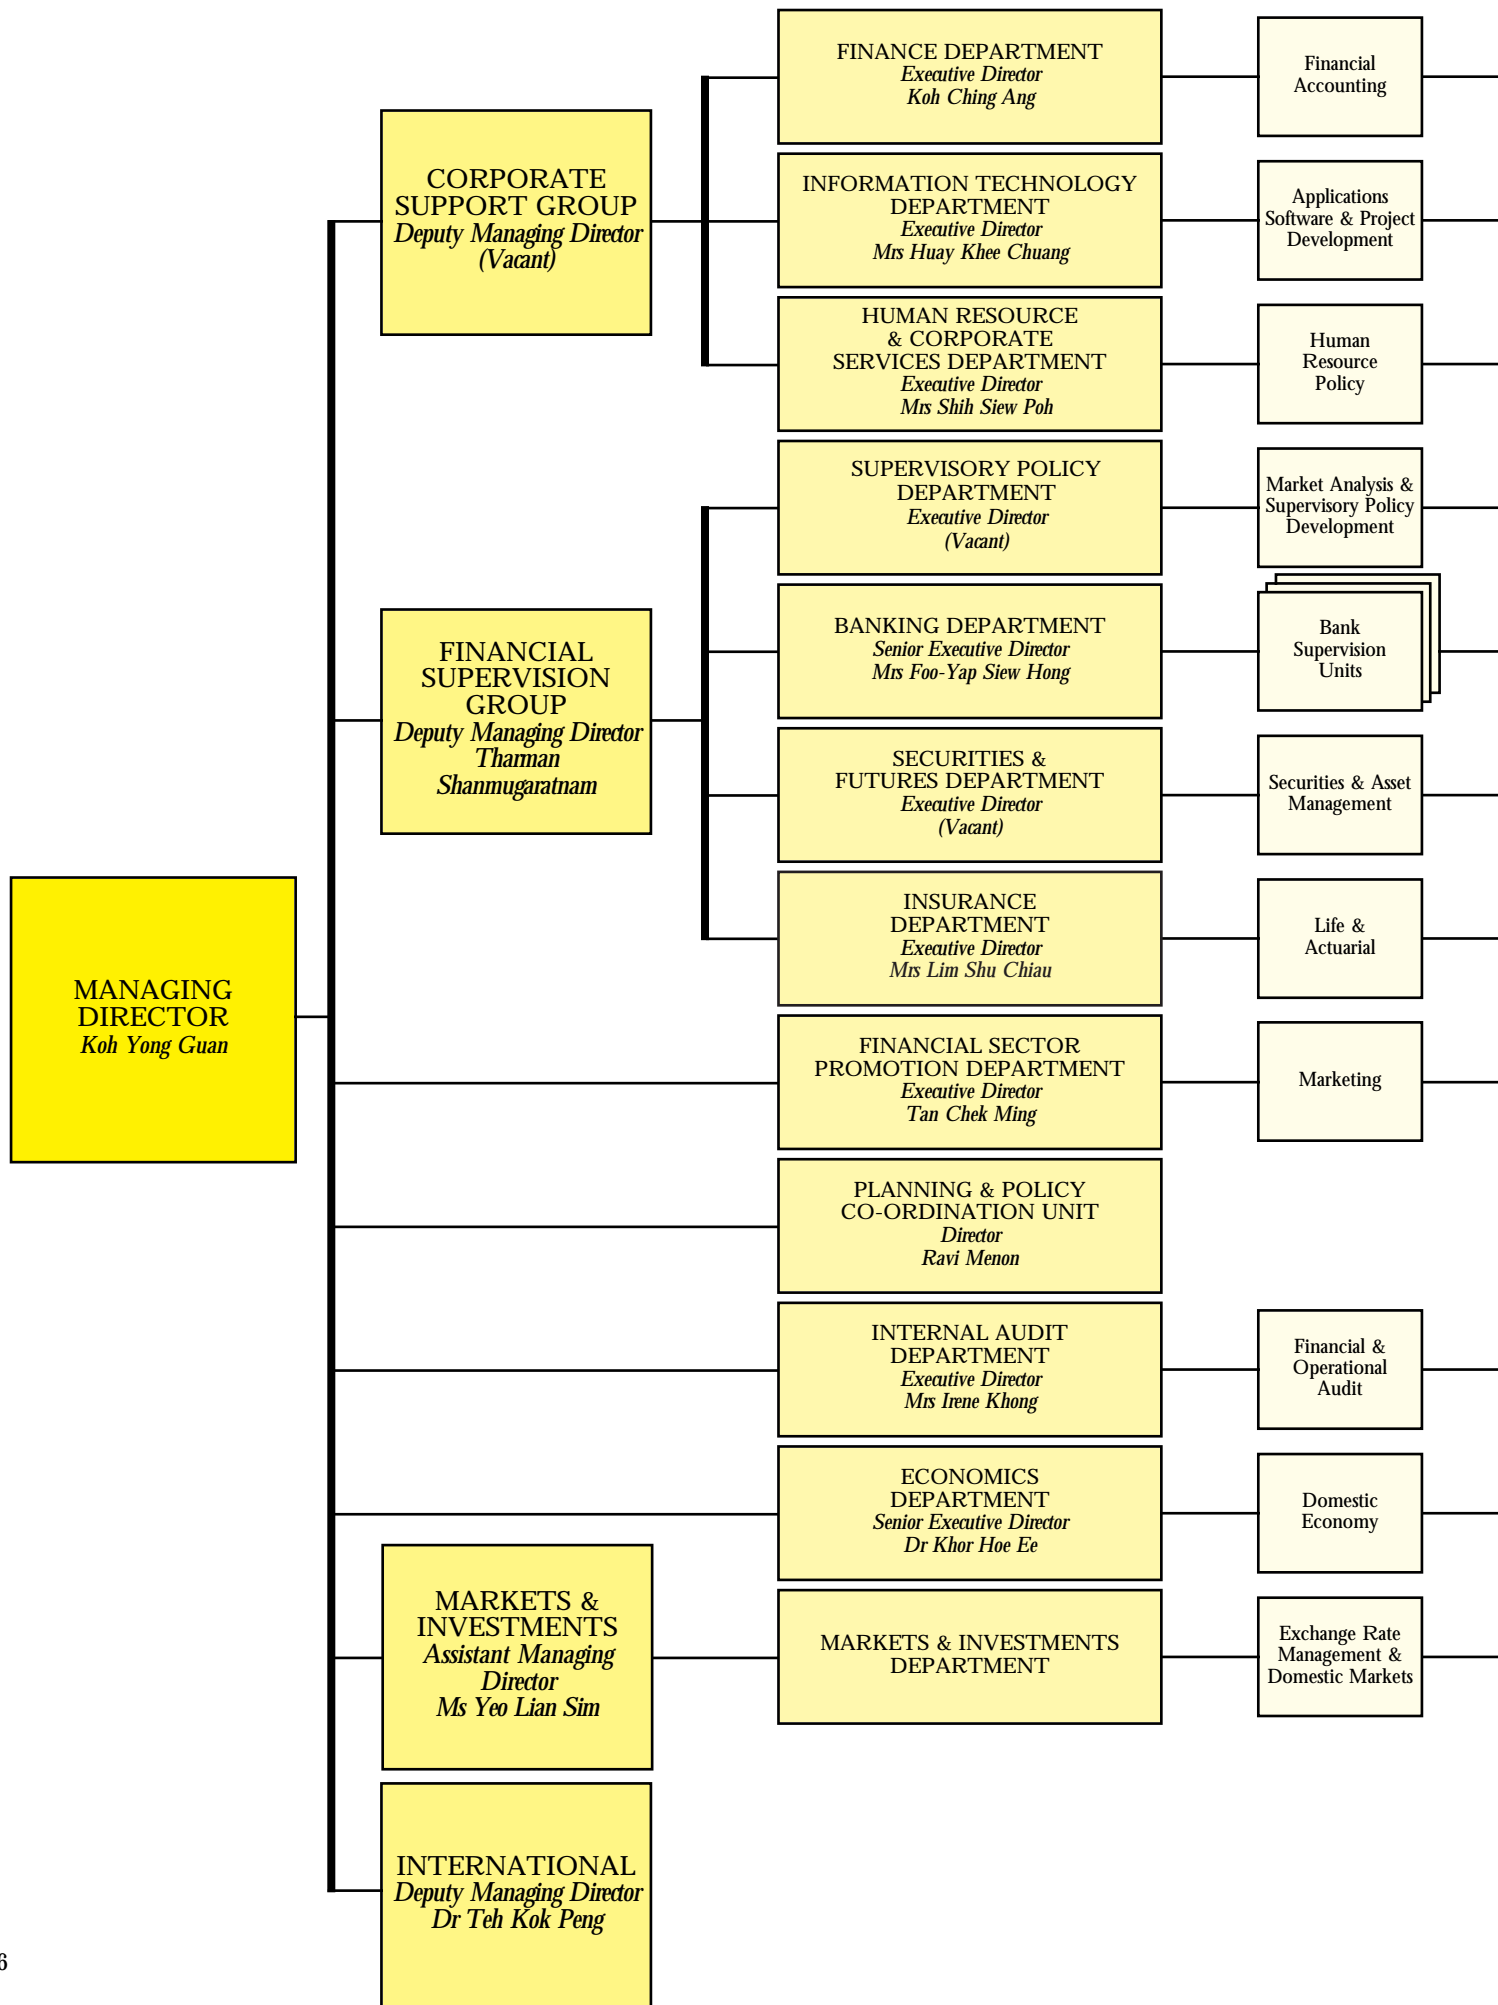 FINANCE DEPARTMENT
Executive Director
Koh Ching Ang
Financial
Accounting
CORPORATE
SUPPORT GROUP
Deputy Managing Director
(Vacant)
INFORMATION TECHNOLOGY
DEPARTMENT
Executive Director
Mrs Huay Khee Chuang
Applications
Software & Project
Development
HUMAN RESOURCE
& CORPORATE
SERVICES DEPARTMENT
Executive Director
Mrs Shih Siew Poh
Human
Resource
Policy
SUPERVISORY POLICY
DEPARTMENT
Executive Director
(Vacant)
Market Analysis &
Supervisory Policy
Development
FINANCIAL
SUPERVISION
GROUP
Deputy Managing Director
Tharman
Shanmugaratnam
BANKING DEPARTMENT
Senior Executive Director
Mrs Foo-Yap Siew Hong
Bank
Supervision
Units
SECURITIES &
FUTURES DEPARTMENT
Executive Director
(Vacant)
Securities & Asset
Management
INSURANCE
DEPARTMENT
Executive Director
Mrs Lim Shu Chiau
Life &
Actuarial
MANAGING
DIRECTOR
Koh Yong Guan
FINANCIAL SECTOR
PROMOTION DEPARTMENT
Executive Director
Tan Chek Ming
Marketing
PLANNING & POLICY
CO-ORDINATION UNIT
Director
Ravi Menon
INTERNAL AUDIT
DEPARTMENT
Executive Director
Mrs Irene Khong
Financial &
Operational
Audit
ECONOMICS
DEPARTMENT
Senior Executive Director
Dr Khor Hoe Ee
Domestic
Economy
MARKETS &
INVESTMENTS
Assistant Managing
Director
Ms Yeo Lian Sim
MARKETS & INVESTMENTS
DEPARTMENT
Exchange Rate
Management &
Domestic Markets
INTERNATIONAL
Deputy Managing Director
Dr Teh Kok Peng
6